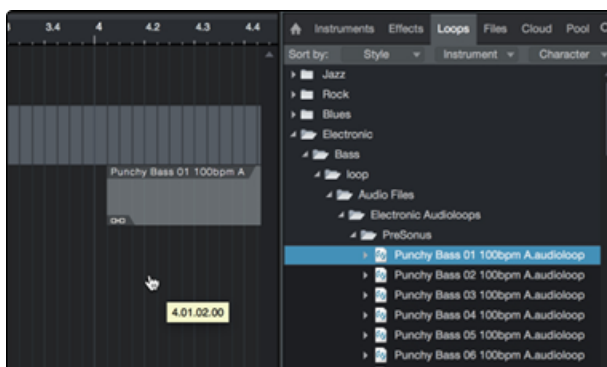 3.4 4 4.2 4.3 4.4
Instruments Effects Loops Files Cloud Pool
Sort by: Style Instrument Character
Jazz
Rock
Blues
Electronic
Bass
loop
Audio Files
Electronic Audioloops
PreSonus
Punchy Bass 01 100bpm A.audioloop
Punchy Bass 02 100bpm A.audioloop
Punchy Bass 03 100bpm A.audioloop
Punchy Bass 04 100bpm A.audioloop
Punchy Bass 05 100bpm A.audioloop
Punchy Bass 06 100bpm A.audioloop
Punchy Bass 01 100bpm A
4.01.02.00